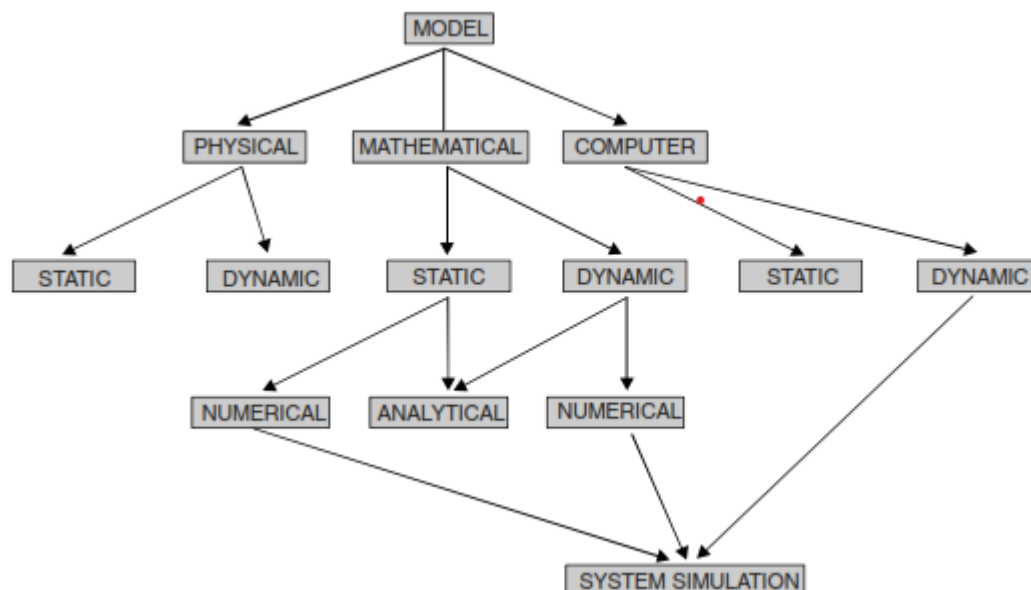 MODEL
PHYSICAL
MATHEMATICAL
COMPUTER
STATIC
DYNAMIC
STATIC
DYNAMIC
STATIC
DYNAMIC
NUMERICAL
ANALYTICAL
NUMERICAL
SYSTEM SIMULATION